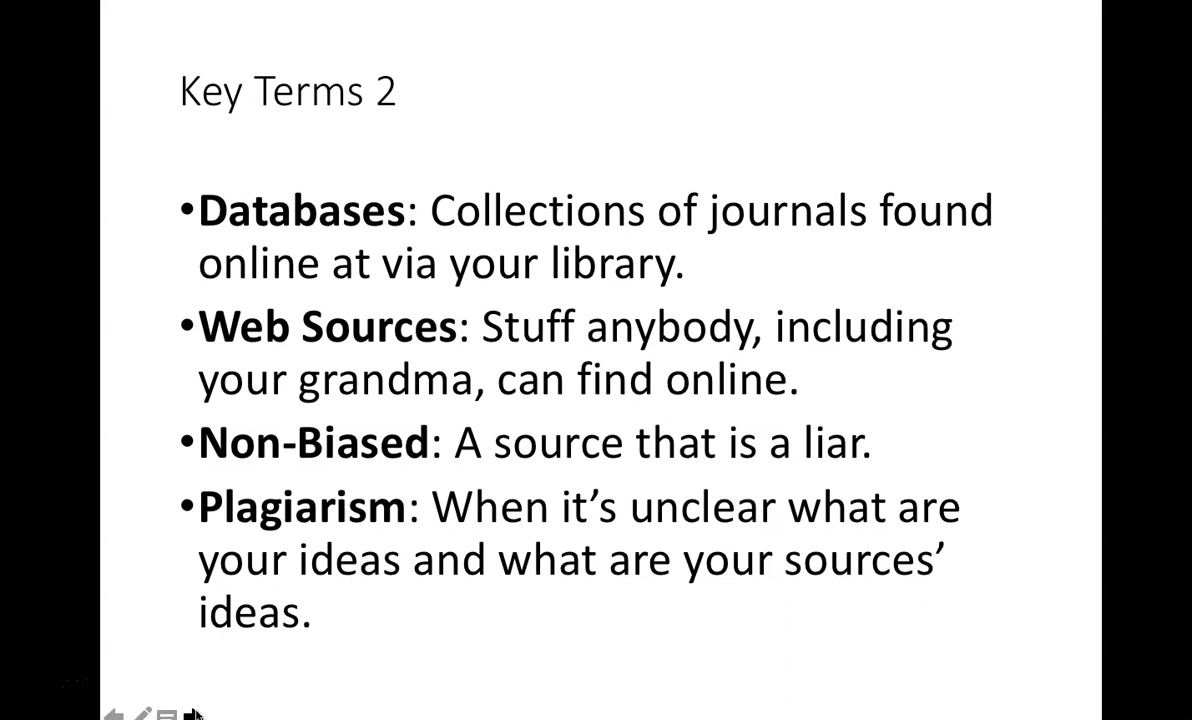 Key Terms 2
•Databases: Collections of journals found
online at via your library.
•Web Sources: Stuff anybody, including
your grandma, can find online.
•Non-Biased: A source that is a liar.
•Plagiarism: When it’s unclear what are
your ideas and what are your sources’
ideas.